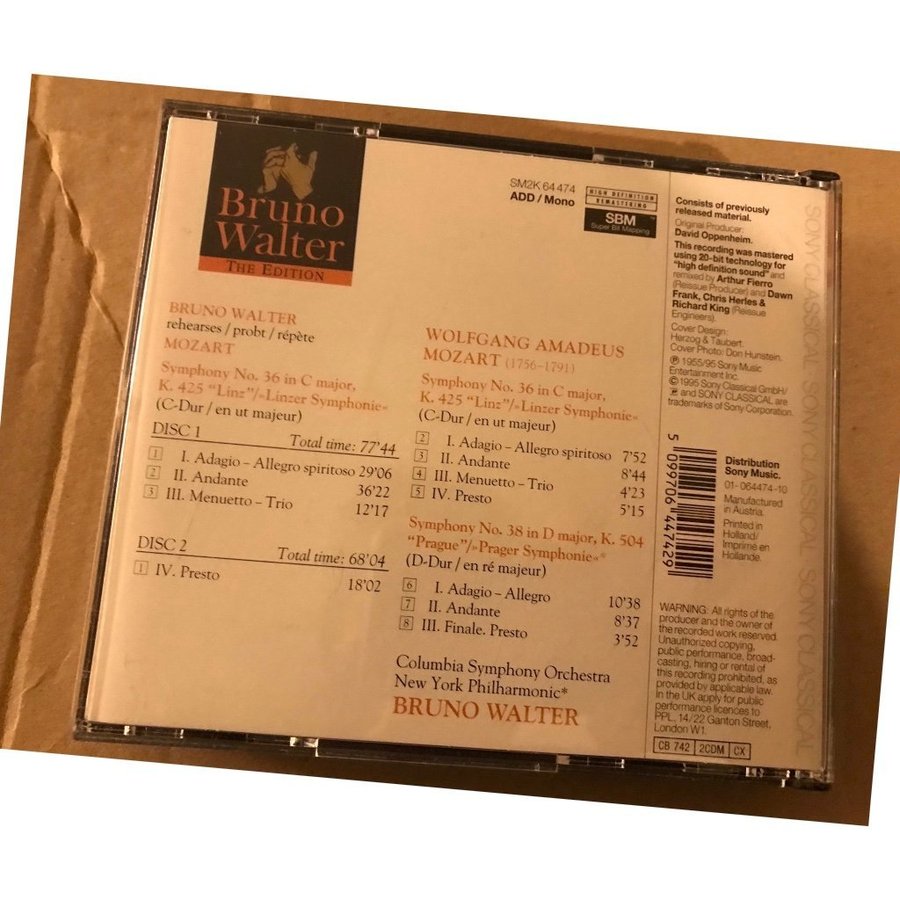 Bruno
Walter
THE EDITION
SM2K 64 474
ADD / Mono
HIGH DEFINITION
REMASTERING
SBM™
Super Bit Mapping
BRUNO WALTER
rehearses / probt / répète
MOZART
Symphony No. 36 in C major,
K. 425 “Linz”/»Linzer Symphonie«
(C-Dur / en ut majeur)
DISC 1 Total time: 77'44
1 I. Adagio – Allegro spiritoso 29'06
2 II. Andante 36'22
3 III. Menuetto – Trio 12'17
DISC 2 Total time: 68'04
1 IV. Presto 18'02
WOLFGANG AMADEUS
MOZART (1756–1791)
Symphony No. 36 in C major,
K. 425 “Linz”/»Linzer Symphonie«
(C-Dur / en ut majeur)
2 I. Adagio – Allegro spiritoso 7'52
3 II. Andante 8'44
4 III. Menuetto – Trio 4'23
5 IV. Presto 5'15
Symphony No. 38 in D major, K. 504
“Prague”/»Prager Symphonie«*
(D-Dur / en ré majeur)
6 I. Adagio – Allegro 10'38
7 II. Andante 8'37
8 III. Finale. Presto 3'52
Columbia Symphony Orchestra
New York Philharmonic*
BRUNO WALTER
Consists of previously
released material.
Original Producer:
David Oppenheim.
This recording was mastered
using 20-bit technology for
“high definition sound” and
remixed by Arthur Fierro
(Reissue Producer) and Dawn
Frank, Chris Herles &
Richard King (Reissue
Engineers).
Cover Design:
Herzog & Taubert.
Cover Photo: Don Hunstein.
℗ 1955/95 Sony Music
Entertainment Inc.
© 1995 Sony Classical GmbH/
℗ and SONY CLASSICAL are
trademarks of Sony Corporation.
5 099706 447429
Distribution
Sony Music.
01- 064474-10
Manufactured
in Austria.
Printed in
Holland/
Imprimé en
Hollande.
WARNING: All rights of the
producer and the owner of
the recorded work reserved.
Unauthorized copying,
public performance, broad-
casting, hiring or rental of
this recording prohibited, as
provided by applicable law.
In the UK apply for public
performance licences to
PPL, 14/22 Ganton Street,
London W1.
CB 742 2CDM CX
SONY CLASSICAL SONY CLASSICAL SONY CLASSICAL